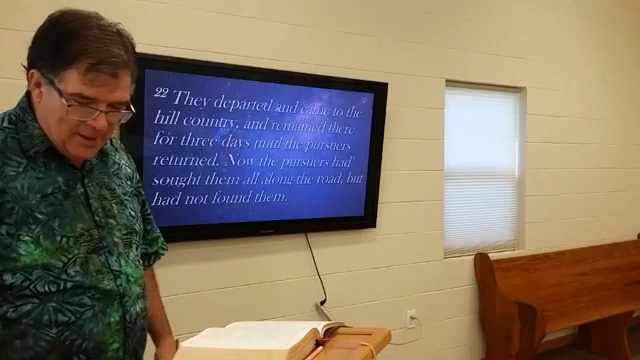 22 They departed and came to the
hill country, and remained there
for three days until the pursuers
returned. Now the pursuers had
sought them all along the road, but
had not found them.